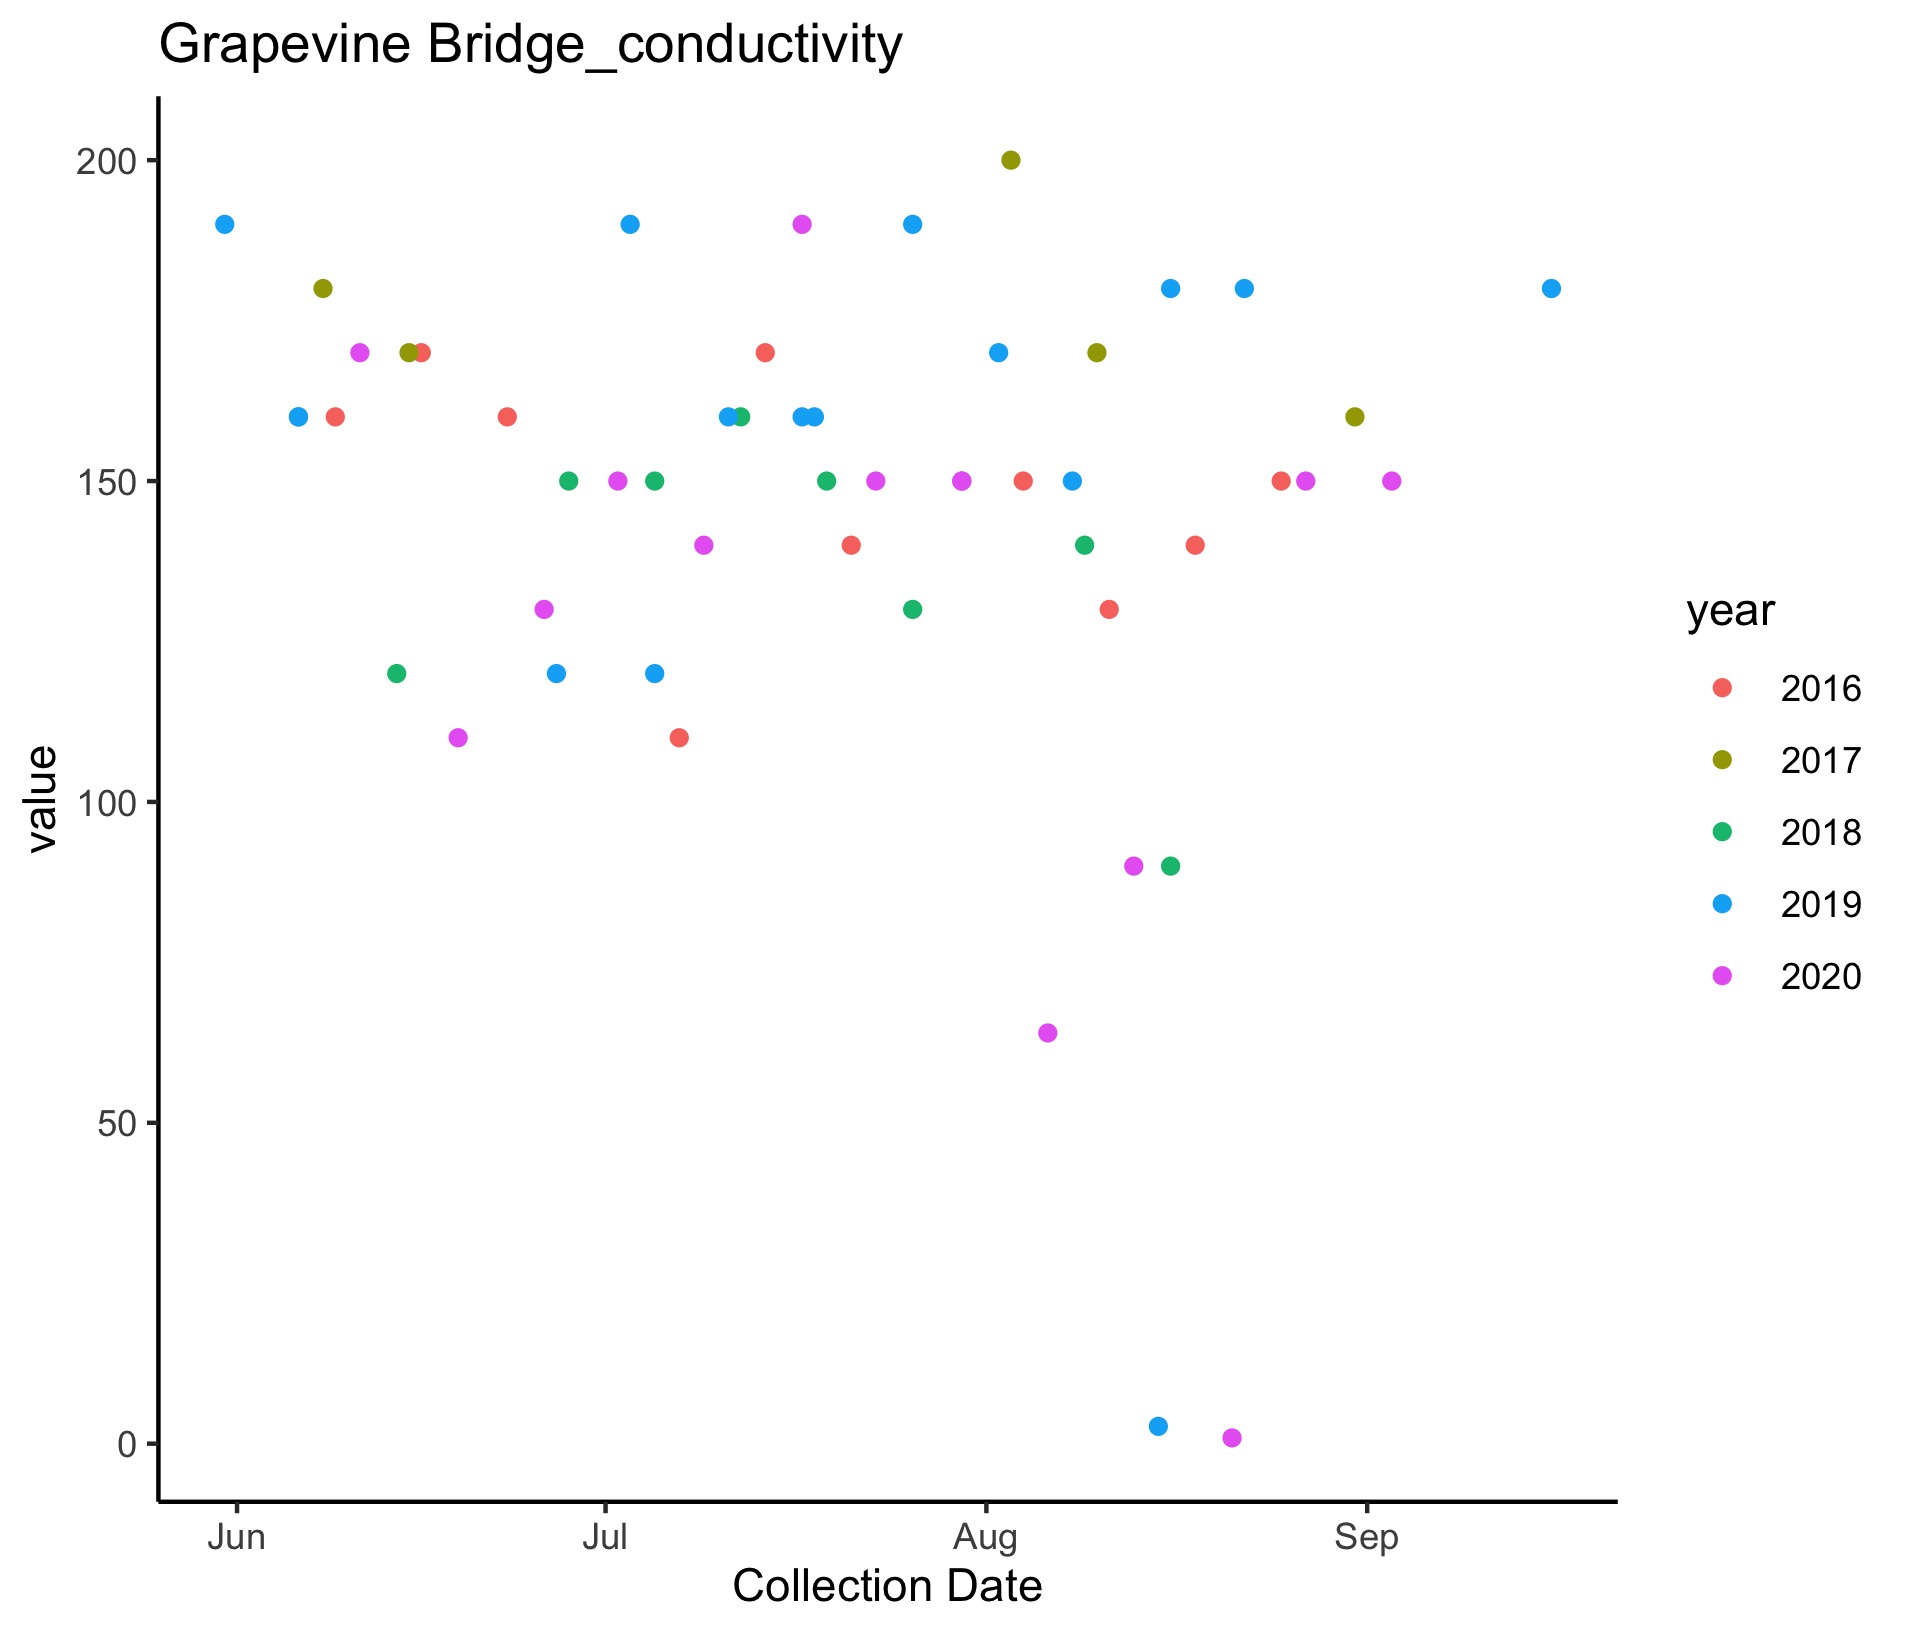 Grapevine Bridge_conductivity
200
150
100
50
0
value
Jun Jul Aug Sep
Collection Date
year
2016
2017
2018
2019
2020